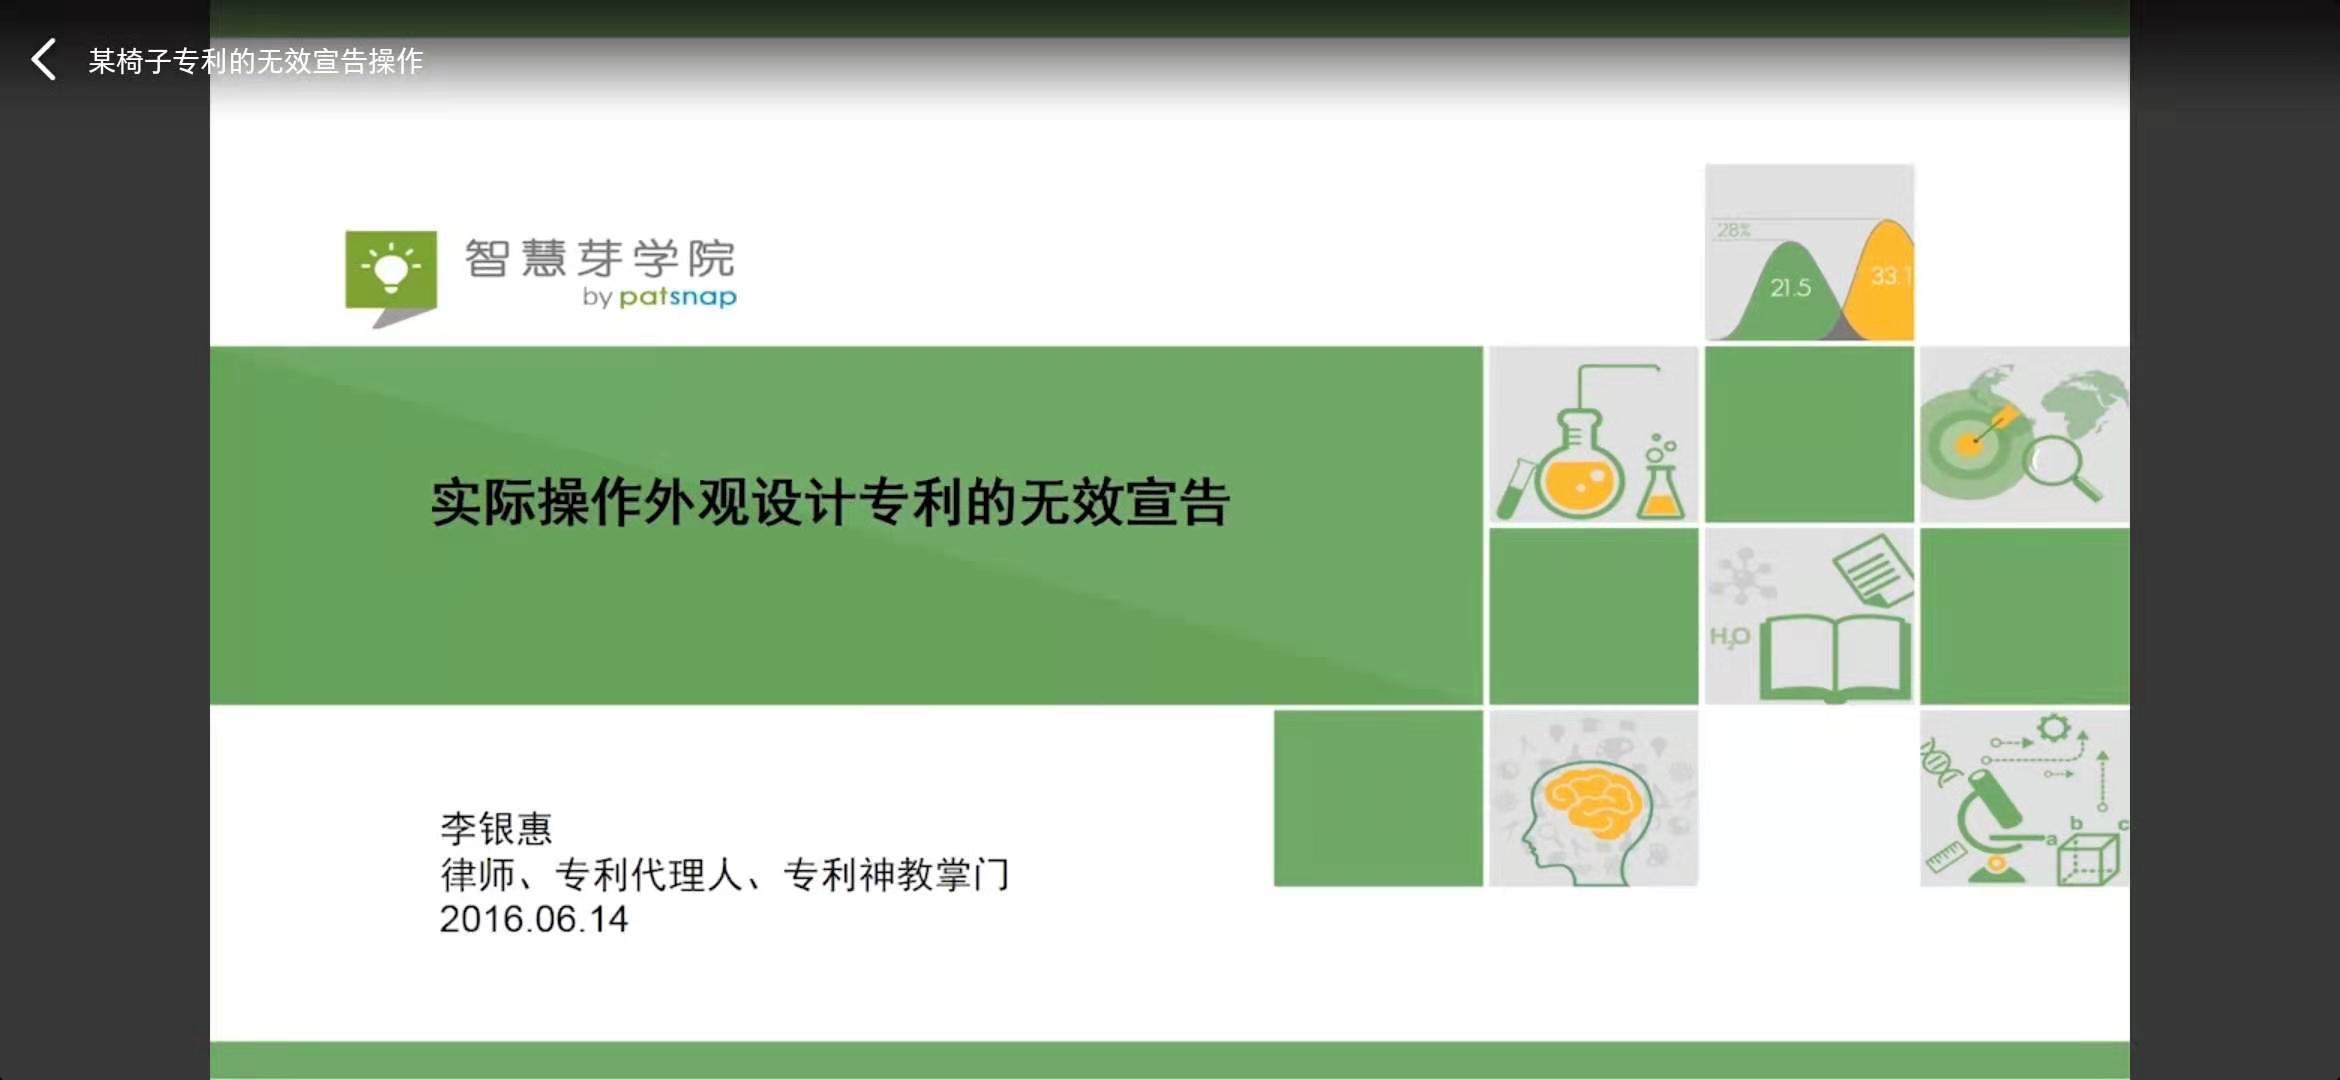 某椅子专利的无效宣告操作
智慧芽学院
by patsnap
28%
21.5
33.1
实际操作外观设计专利的无效宣告
H₂O
李银惠
律师、专利代理人、专利神教掌门
2016.06.14
a
b
c